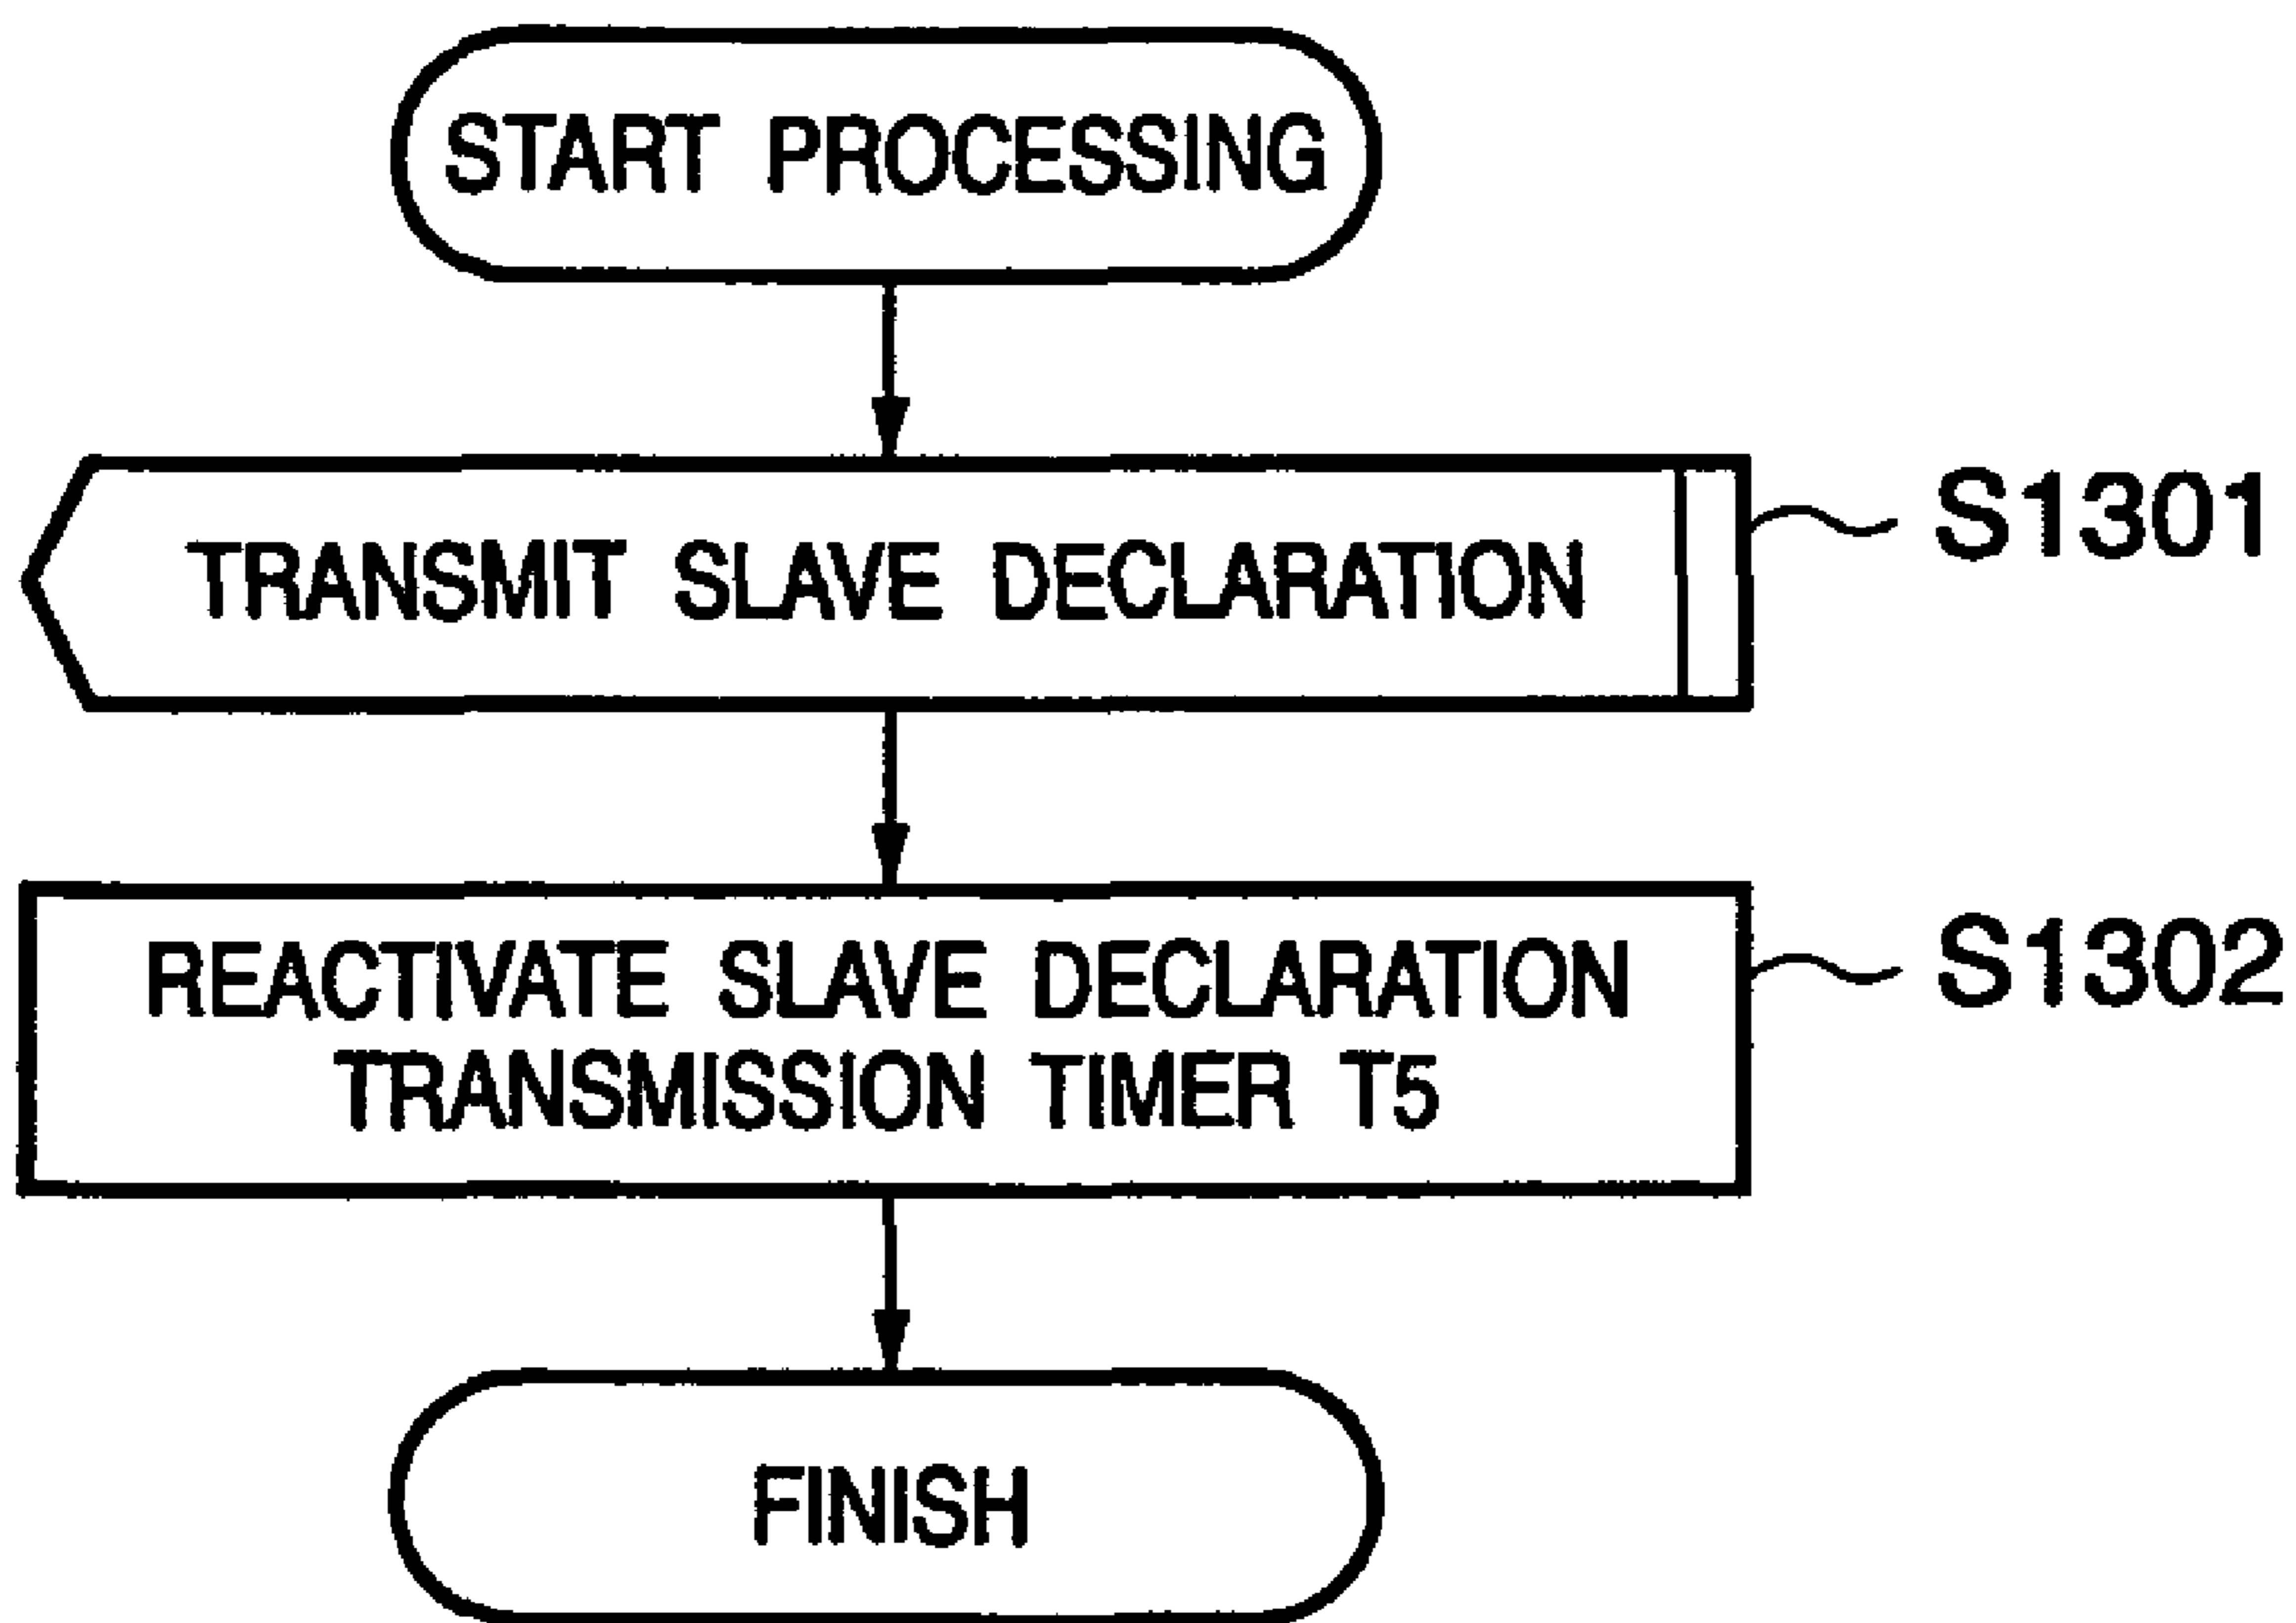 START PROCESSING
TRANSMIT SLAVE DECLARATION
S1301
REACTIVATE SLAVE DECLARATION
TRANSMISSION TIMER T5
S1302
FINISH